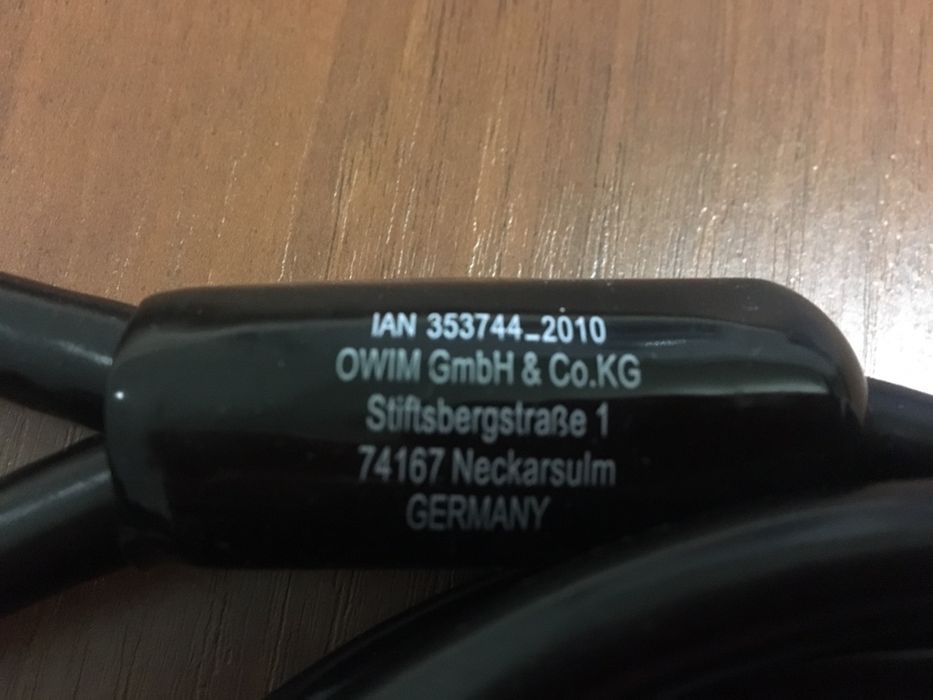 IAN 353744_2010
OWIM GmbH & Co.KG
Stiftsbergstraße 1
74167 Neckarsulm
GERMANY